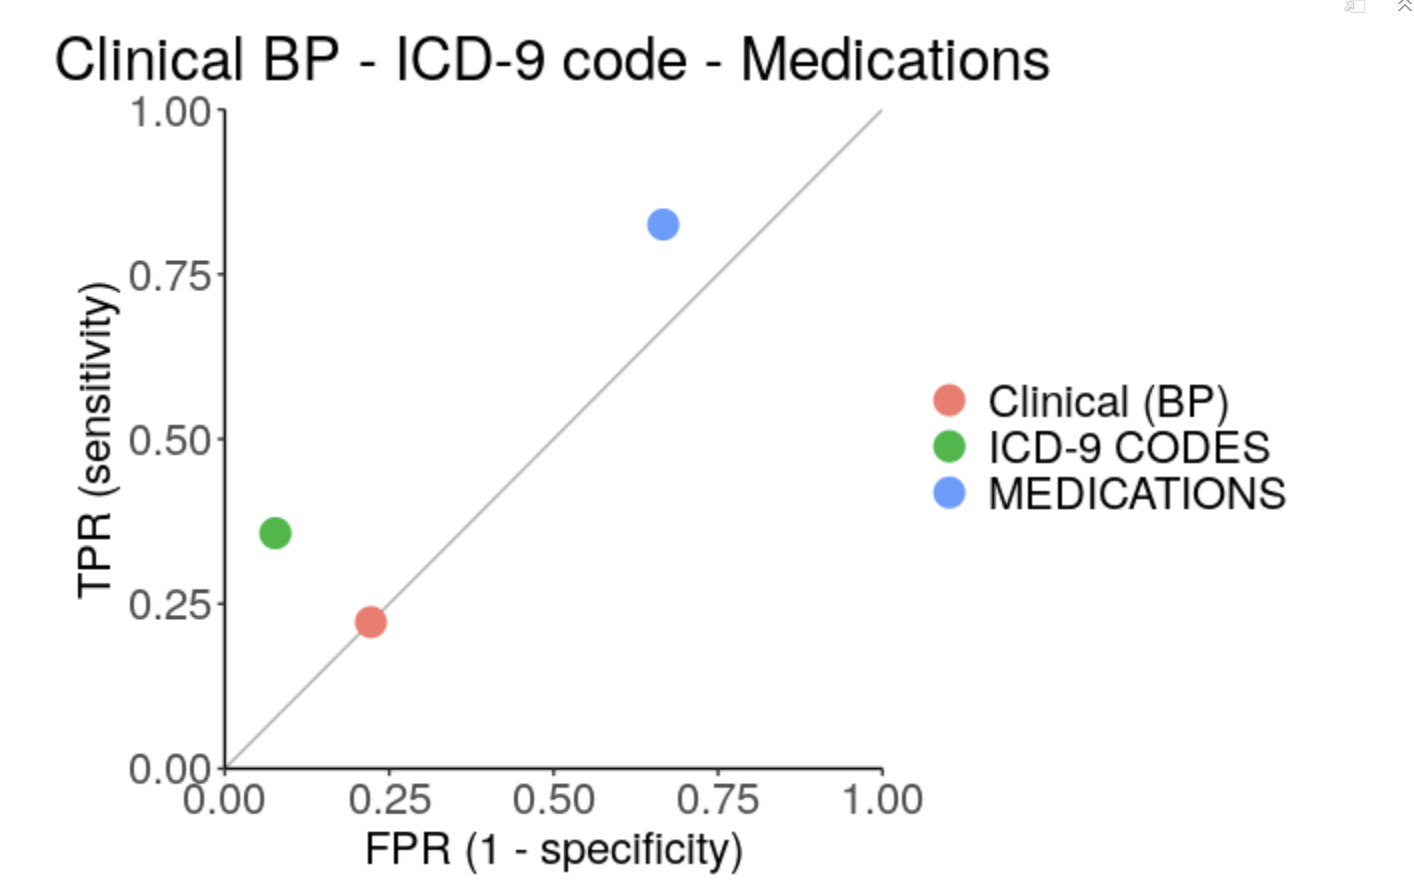 Clinical BP - ICD-9 code - Medications
1.00
0.75
0.50
0.25
0.00
TPR (sensitivity)
0.00 0.25 0.50 0.75 1.00
FPR (1 - specificity)
Clinical (BP)
ICD-9 CODES
MEDICATIONS